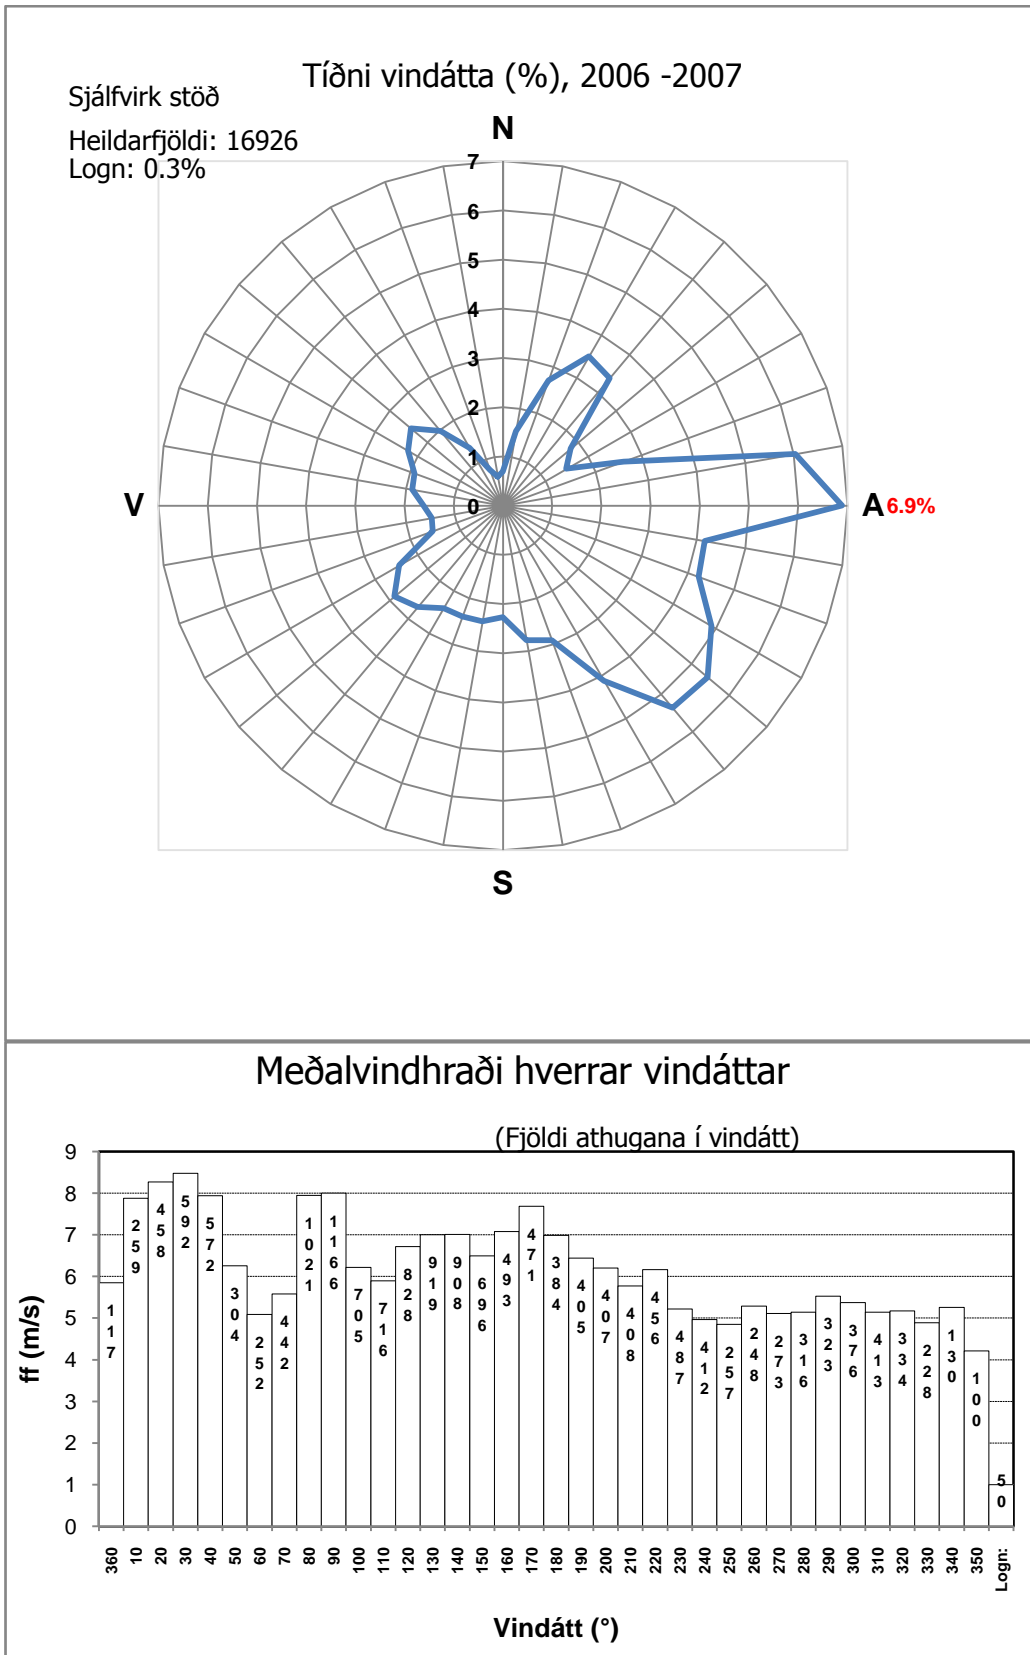 Tíðni vindátta (%), 2006 -2007
Sjálfvirk stöð
Heildarfjöldi: 16926
Logn: 0.3%
N
7
6
5
4
3
2
1
0
V
A 6.9%
S
Meðalvindhraði hverrar vindáttar
(Fjöldi athugana í vindátt)
ff (m/s)
9
8
7
6
5
4
3
2
1
0
117 259 458 592 572 304 252 442 1021 1166 705 716 828 919 908 696 493 471 384 405 407 408 456 487 412 257 248 273 316 323 376 413 334 228 130 100 50
360 10 20 30 40 50 60 70 80 90 100 110 120 130 140 150 160 170 180 190 200 210 220 230 240 250 260 270 280 290 300 310 320 330 340 350 Logn:
Vindátt (°)